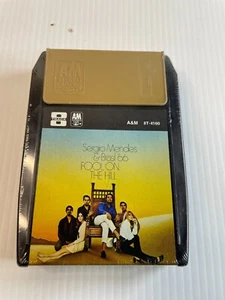 A&M
A&M 8T-4160
Sergio Mendes
& Brasil 66
FOOL ON
THE HILL